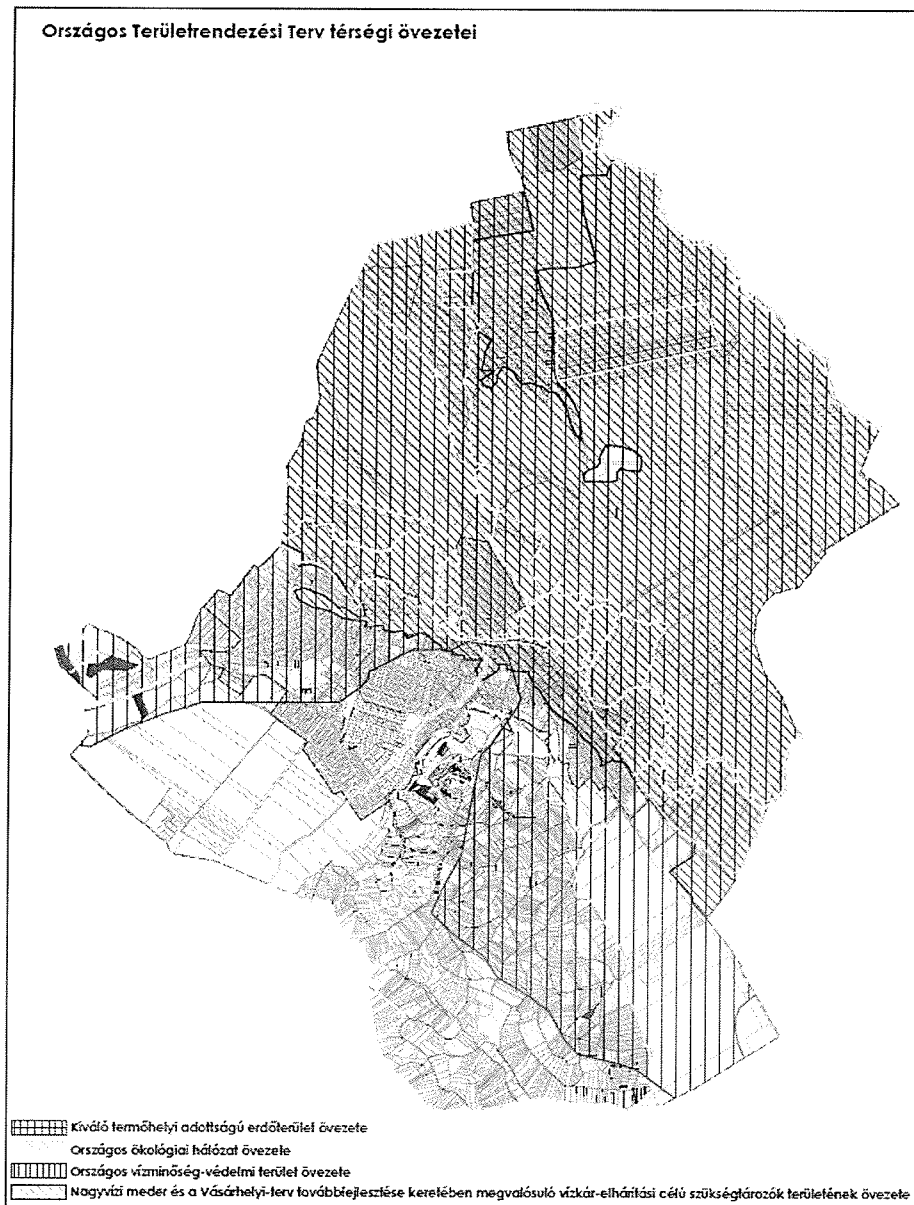 Országos Területrendezési Terv térségi övezetei
Kiváló termőhelyi adottságú erdőterület övezete
Országos ökológiai hálózat övezete
Országos vízminőség-védelmi terület övezete
Nagyvízi meder és a Vásárhelyi-terv továbbfejlesztése keretében megvalósuló vízkár-elhárítási célú szükségtározók területének övezete